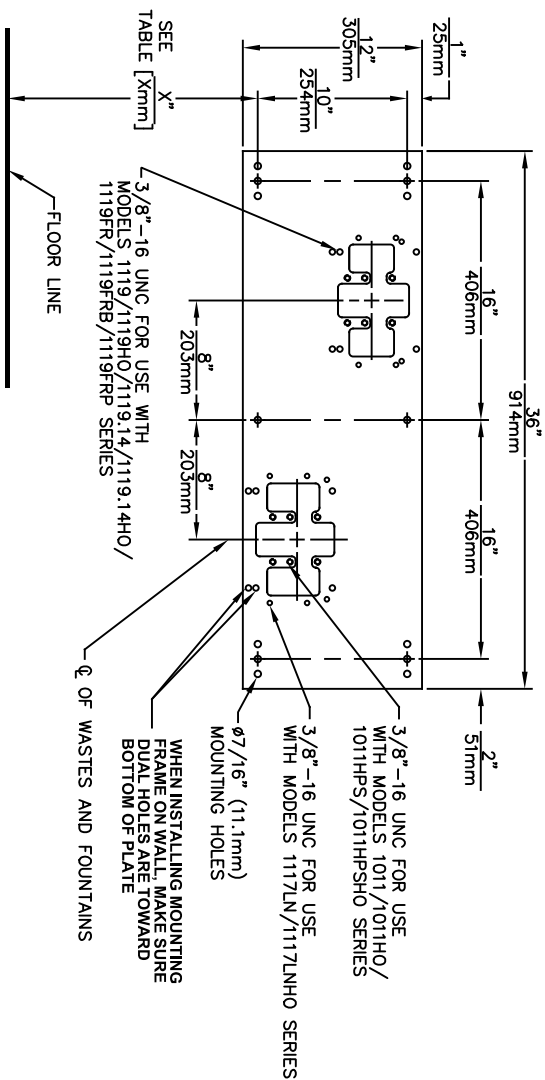 1"
25mm
12"
305mm
10"
254mm
SEE
TABLE
X"
[Xmm]
36"
914mm
16"
406mm
16"
406mm
2"
51mm
8"
203mm
8"
203mm
3/8"-16 UNC FOR USE WITH
MODELS 1119/1119HO/1119.14/1119.14HO/
1119FR/1119FRB/1119FRP SERIES
FLOOR LINE
3/8"-16 UNC FOR USE
WITH MODELS 1011/1011HO/
1011HPS/1011HPSHO SERIES
3/8"-16 UNC FOR USE
WITH MODELS 1117LN/1117LNHO SERIES
ø7/16" (11.1mm)
MOUNTING HOLES
WHEN INSTALLING MOUNTING
FRAME ON WALL, MAKE SURE
DUAL HOLES ARE TOWARD
BOTTOM OF PLATE
℄ OF WASTES AND FOUNTAINS